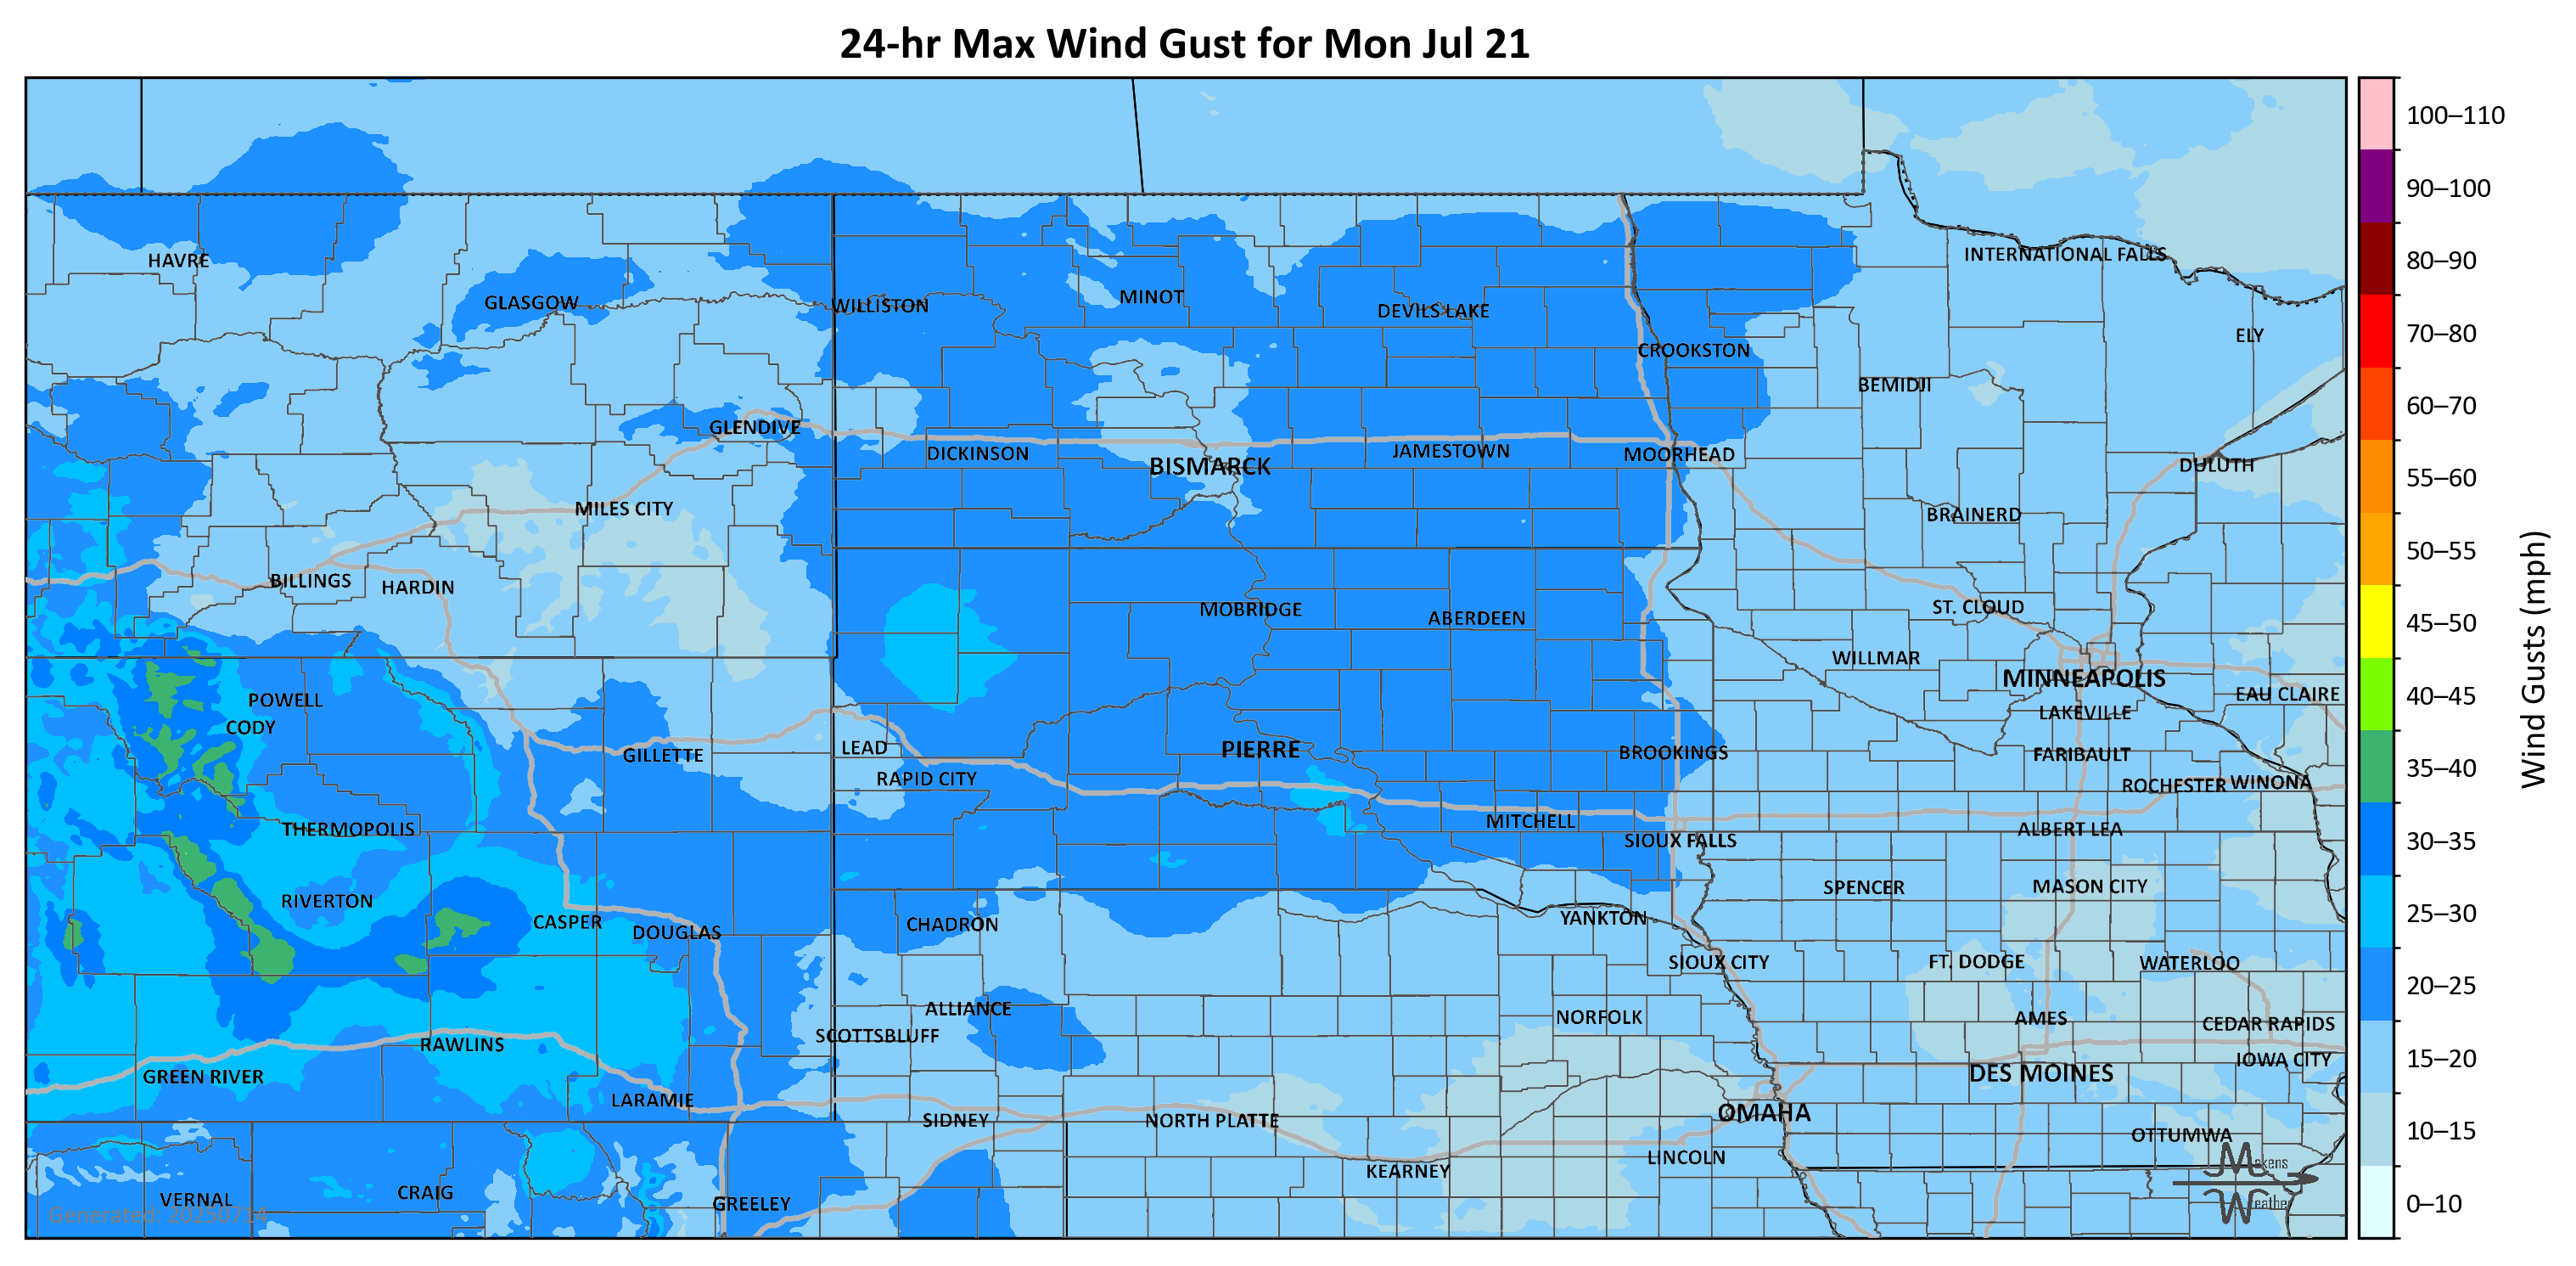 24-hr Max Wind Gust for Mon Jul 21
100–110
90–100
80–90
70–80
60–70
55–60
50–55
45–50
40–45
35–40
30–35
25–30
20–25
15–20
10–15
0–10
Wind Gusts (mph)
HAVRE
INTERNATIONAL FALLS
GLASGOW
WILLISTON
MINOT
DEVILS LAKE
ELY
CROOKSTON
BEMIDJI
GLENDIVE
DICKINSON
BISMARCK
JAMESTOWN
MOORHEAD
DULUTH
MILES CITY
BRAINERD
BILLINGS
HARDIN
MOBRIDGE
ABERDEEN
ST. CLOUD
WILLMAR
MINNEAPOLIS
EAU CLAIRE
POWELL
CODY
LAKEVILLE
GILLETTE
LEAD
PIERRE
BROOKINGS
FARIBAULT
RAPID CITY
ROCHESTER
WINONA
THERMOPOLIS
MITCHELL
ALBERT LEA
SIOUX FALLS
SPENCER
MASON CITY
RIVERTON
CASPER
DOUGLAS
CHADRON
YANKTON
SIOUX CITY
FT. DODGE
WATERLOO
ALLIANCE
NORFOLK
AMES
CEDAR RAPIDS
SCOTTSBLUFF
RAWLINS
IOWA CITY
GREEN RIVER
DES MOINES
LARAMIE
SIDNEY
NORTH PLATTE
OMAHA
OTTUMWA
KEARNEY
LINCOLN
VERNAL
CRAIG
GREELEY
Generated: 20250714
Makens
Weather